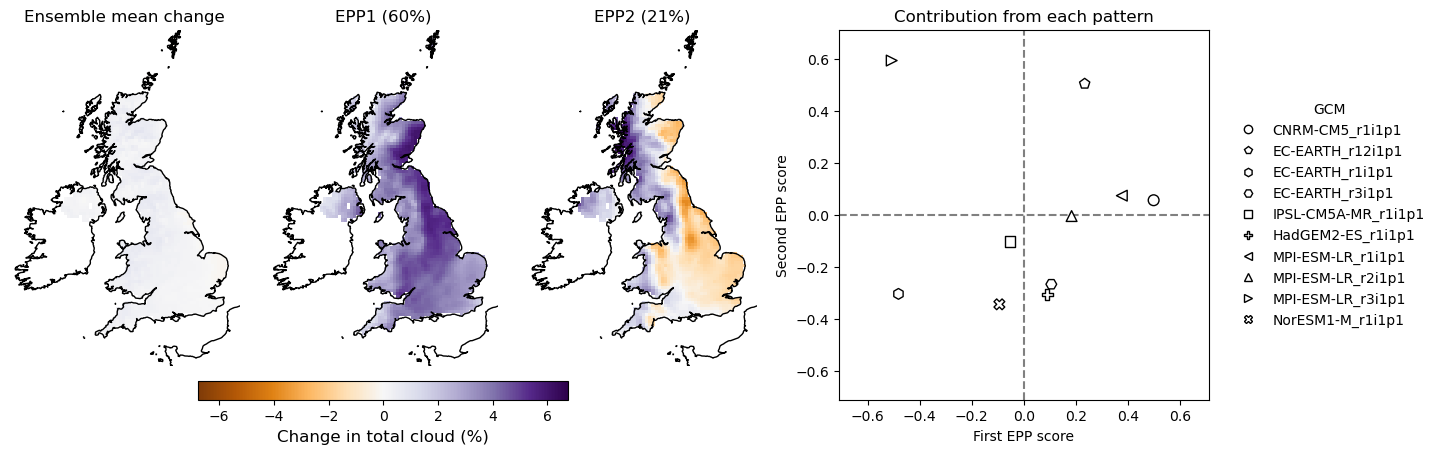 Ensemble mean change
EPP1 (60%)
EPP2 (21%)
Contribution from each pattern
−6 −4 −2 0 2 4 6
Change in total cloud (%)
Second EPP score
0.6
0.4
0.2
0.0
−0.2
−0.4
−0.6
−0.6 −0.4 −0.2 0.0 0.2 0.4 0.6
First EPP score
GCM
CNRM-CM5_r1i1p1
EC-EARTH_r12i1p1
EC-EARTH_r1i1p1
EC-EARTH_r3i1p1
IPSL-CM5A-MR_r1i1p1
HadGEM2-ES_r1i1p1
MPI-ESM-LR_r1i1p1
MPI-ESM-LR_r2i1p1
MPI-ESM-LR_r3i1p1
NorESM1-M_r1i1p1